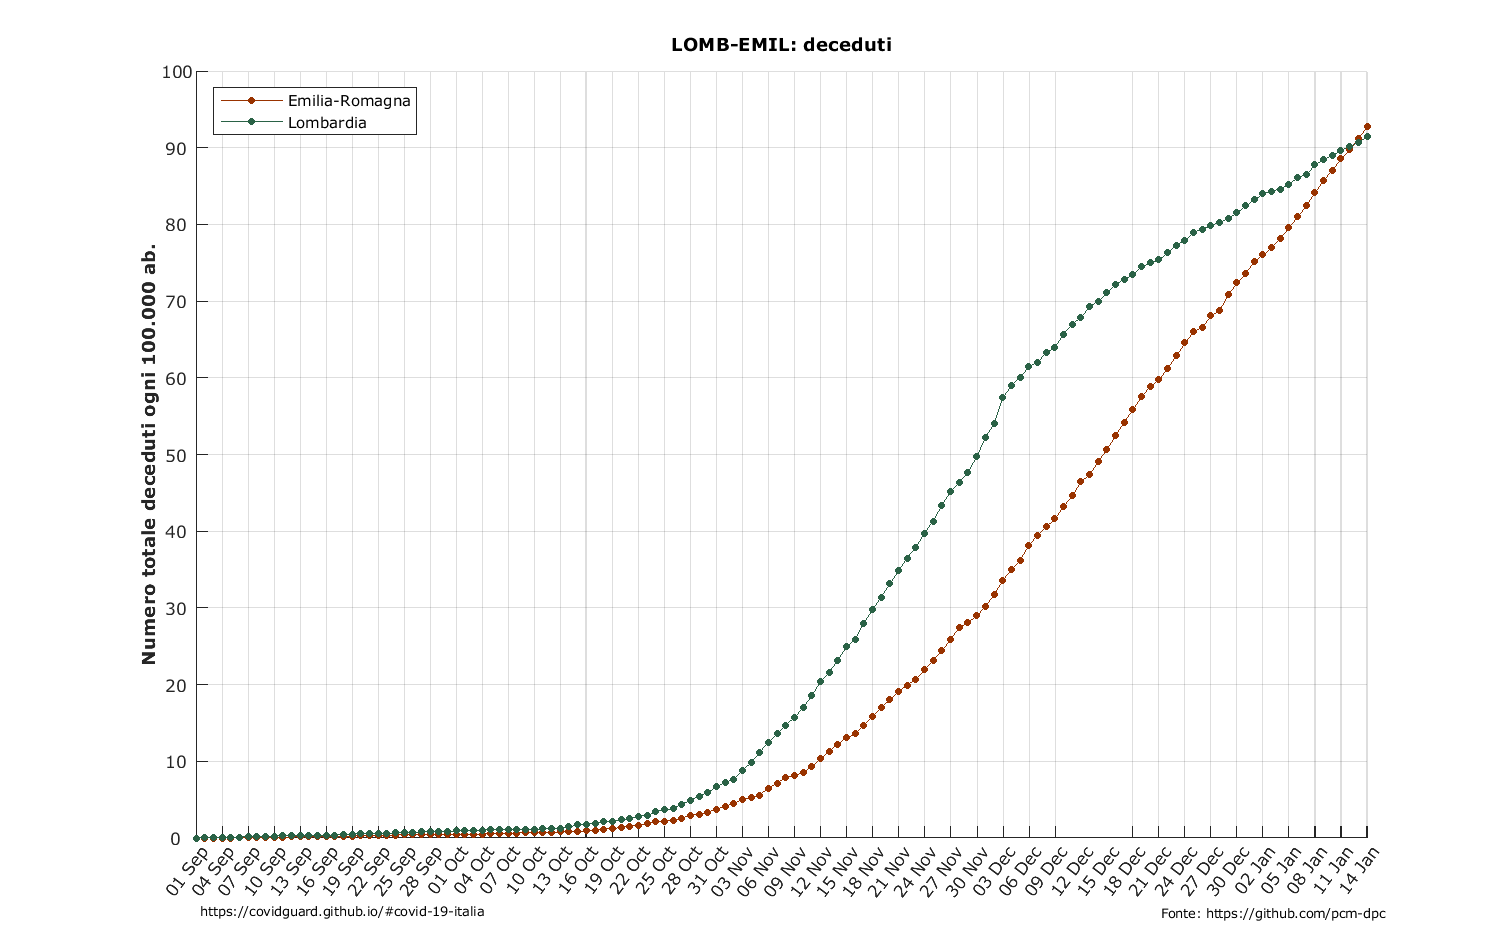 LOMB-EMIL: deceduti
Emilia-Romagna
Lombardia
Numero totale deceduti ogni 100.000 ab.
100
90
80
70
60
50
40
30
20
10
0
01 Sep
04 Sep
07 Sep
10 Sep
13 Sep
16 Sep
19 Sep
22 Sep
25 Sep
28 Sep
01 Oct
04 Oct
07 Oct
10 Oct
13 Oct
16 Oct
19 Oct
22 Oct
25 Oct
28 Oct
31 Oct
03 Nov
06 Nov
09 Nov
12 Nov
15 Nov
18 Nov
21 Nov
24 Nov
27 Nov
30 Nov
03 Dec
06 Dec
09 Dec
12 Dec
15 Dec
18 Dec
21 Dec
24 Dec
27 Dec
30 Dec
02 Jan
05 Jan
08 Jan
11 Jan
14 Jan
https://covidguard.github.io/#covid-19-italia
Fonte: https://github.com/pcm-dpc